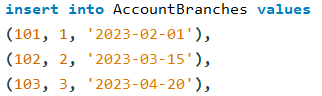 insert into AccountBranches values
(101, 1, '2023-02-01'),
(102, 2, '2023-03-15'),
(103, 3, '2023-04-20'),